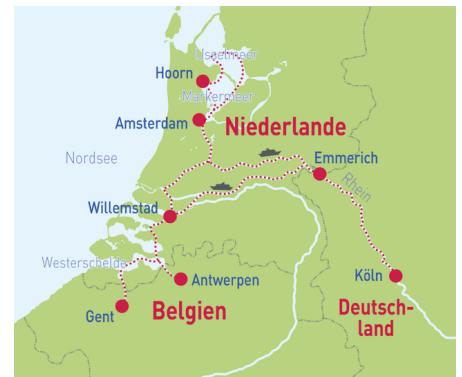 IJsselmeer
Hoorn
Markermeer
Amsterdam
Niederlande
Nordsee
Emmerich
Rhein
Willemstad
Westerschelde
Antwerpen
Köln
Gent
Belgien
Deutsch-
land